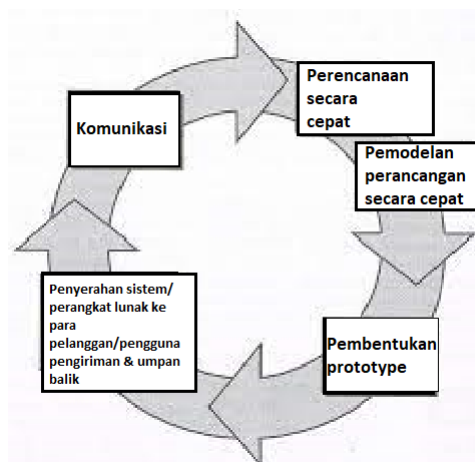 Komunikasi
Perencanaan
secara
cepat
Pemodelan
perancangan
secara cepat
Pembentukan
prototype
Penyerahan sistem/
perangkat lunak ke
para
pelanggan/pengguna
pengiriman & umpan
balik